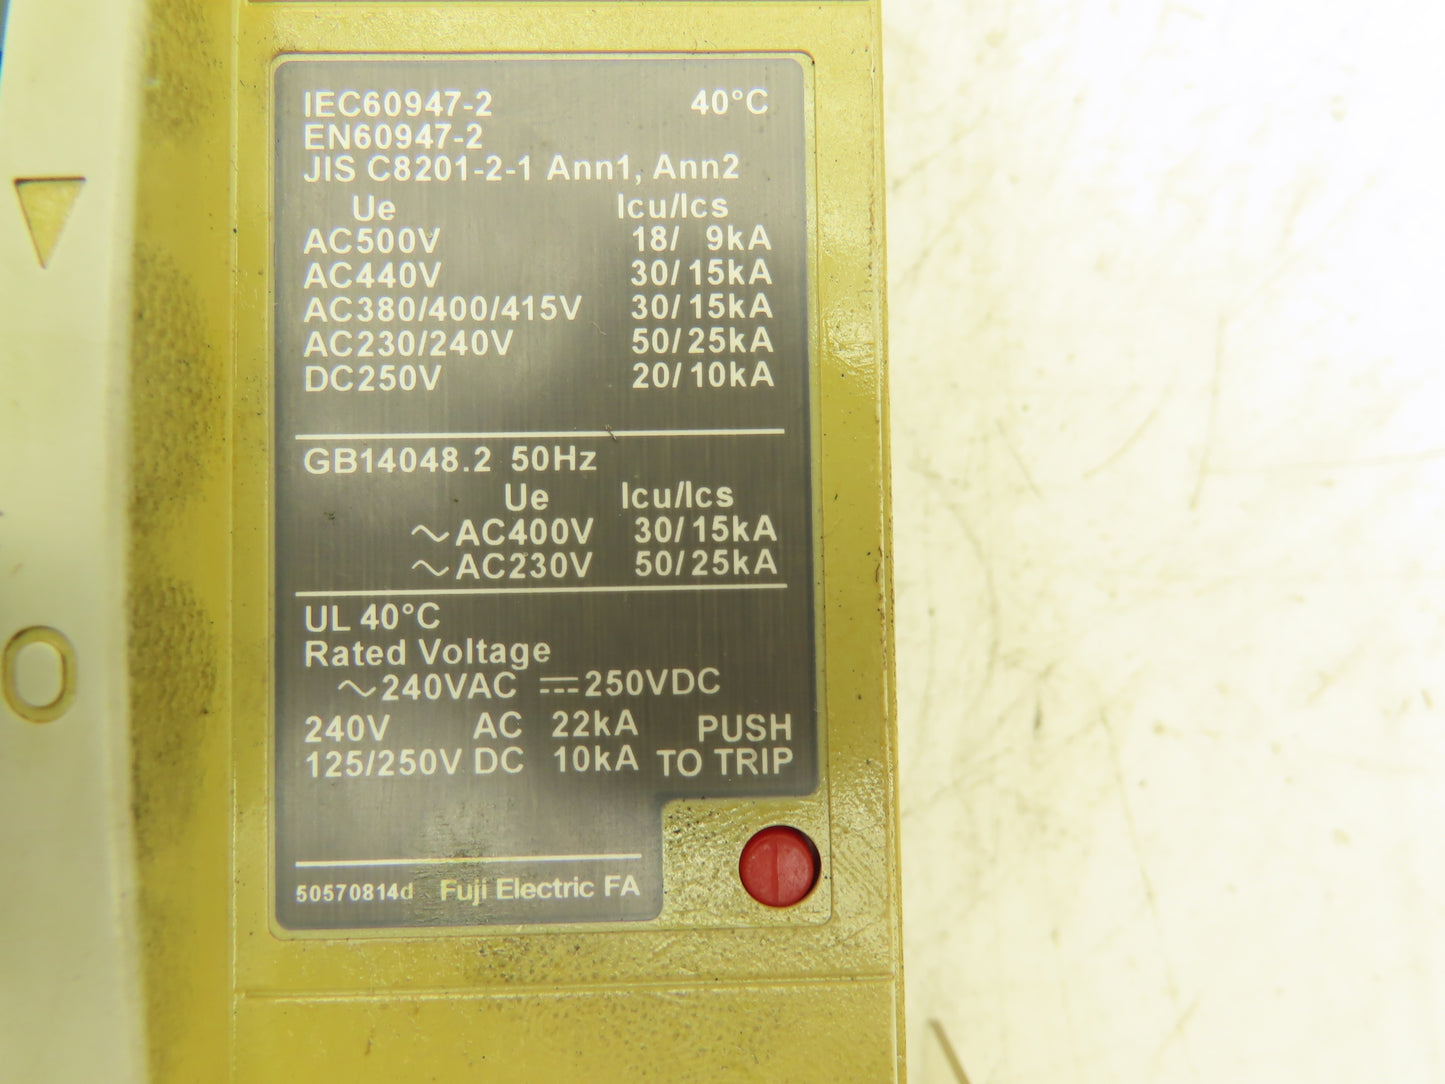 IEC60947-2 40°C
EN60947-2
JIS C8201-2-1 Ann1, Ann2
Ue Icu/Ics
AC500V 18/ 9kA
AC440V 30/15kA
AC380/400/415V 30/15kA
AC230/240V 50/25kA
DC250V 20/10kA
GB14048.2 50Hz
Ue Icu/Ics
~AC400V 30/15kA
~AC230V 50/25kA
UL 40°C
Rated Voltage
~240VAC ⎓250VDC
240V AC 22kA PUSH
125/250V DC 10kA TO TRIP
50570814d Fuji Electric FA
O